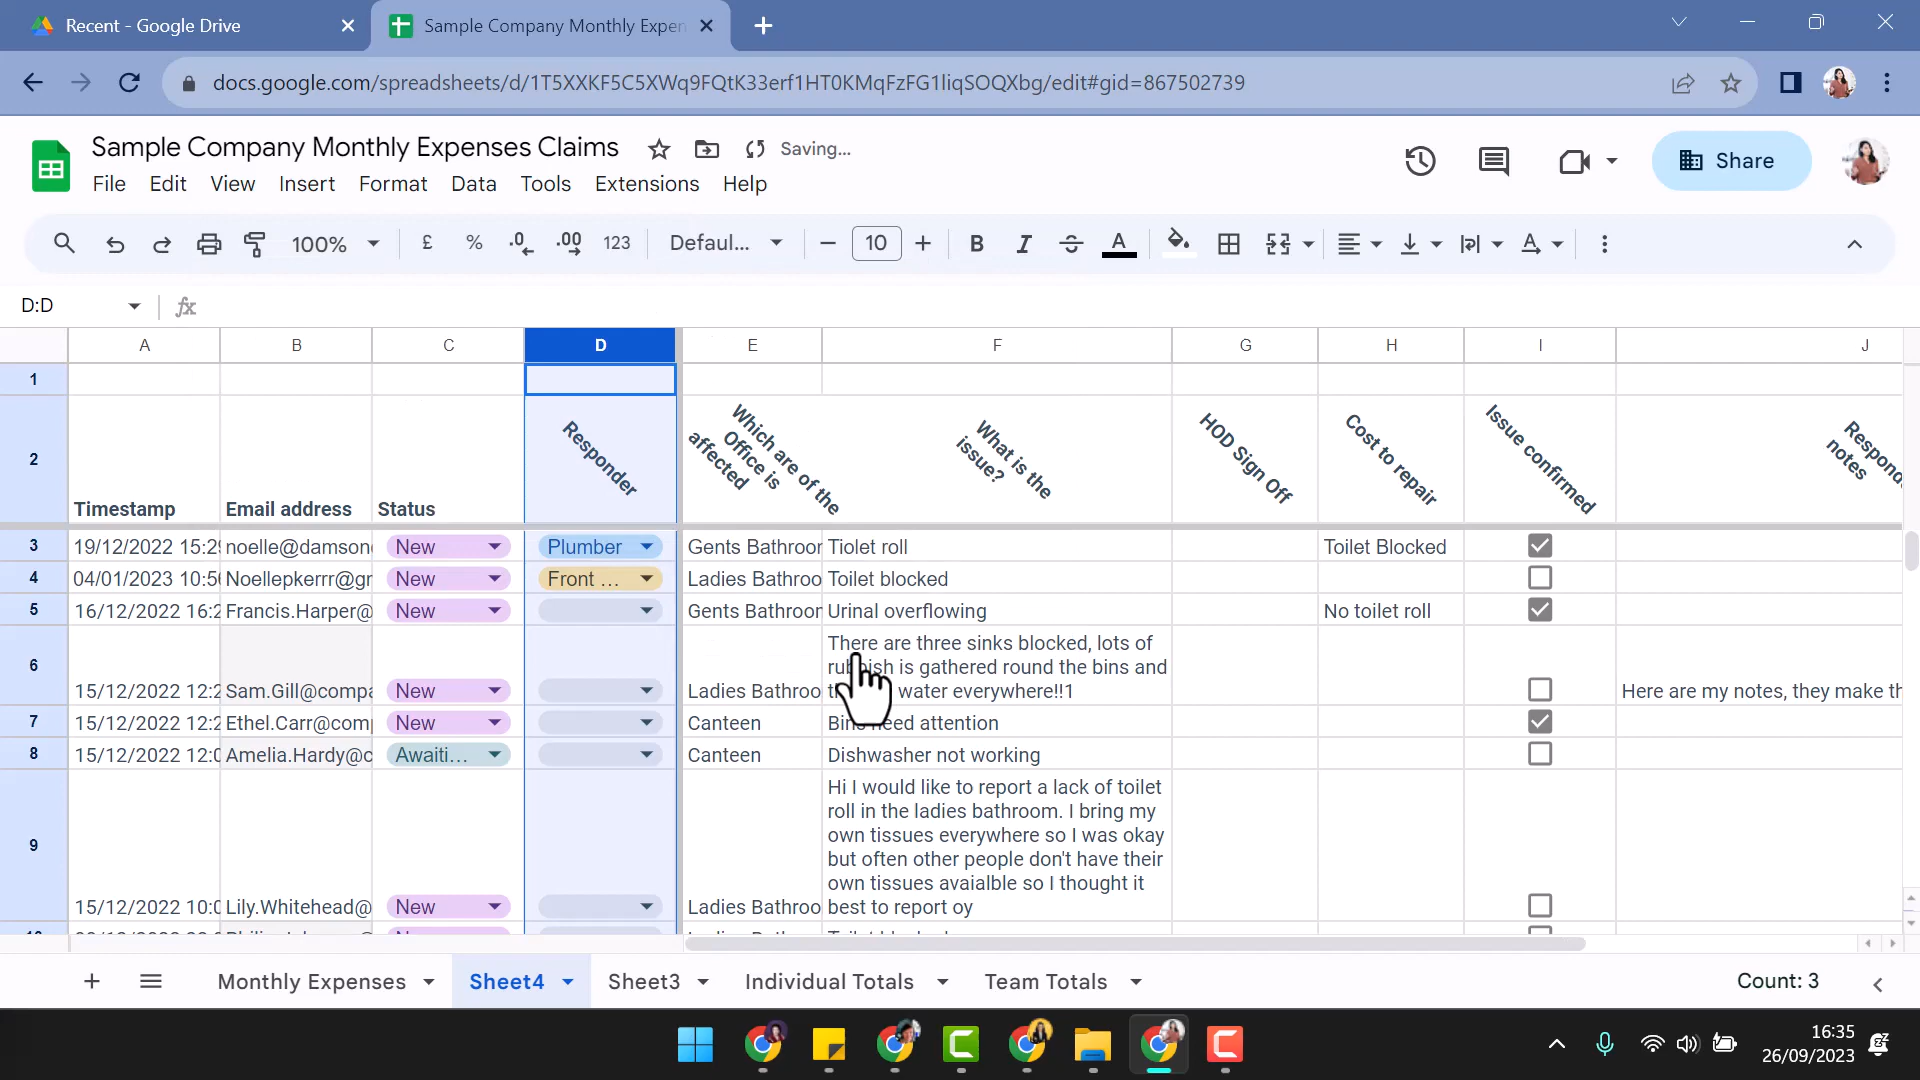 Recent - Google Drive
Sample Company Monthly Expen
docs.google.com/spreadsheets/d/1T5XXKF5C5XWq9FQtK33erf1HT0KMqFzFG1liqSOQXbg/edit#gid=867502739
Sample Company Monthly Expenses Claims Saving...
File Edit View Insert Format Data Tools Extensions Help
Share
100% £ % .0 .00 123 Defaul... 10 B I S A
D:D fx
A B C D E F G H I J
1
2 Timestamp Email address Status
Responder
Which are of the
Office is
affected
What is the
issue?
HOD Sign Off
Cost to repair
Issue confirmed
Respond
notes
3 19/12/2022 15:29 noelle@damson New Plumber Gents Bathroor Tiolet roll Toilet Blocked
4 04/01/2023 10:56 Noellepkerrr@gr New Front ... Ladies Bathroo Toilet blocked
5 16/12/2022 16:2 Francis.Harper@ New Gents Bathroor Urinal overflowing No toilet roll
6 15/12/2022 12:2 Sam.Gill@compa New Ladies Bathroo
There are three sinks blocked, lots of
rubbish is gathered round the bins and
water everywhere!!1
Here are my notes, they make th
7 15/12/2022 12:2 Ethel.Carr@com New Canteen Bins need attention
8 15/12/2022 12:0 Amelia.Hardy@c Awaiti... Canteen Dishwasher not working
9 15/12/2022 10:0 Lily.Whitehead@ New Ladies Bathroo
Hi I would like to report a lack of toilet
roll in the ladies bathroom. I bring my
own tissues everywhere so I was okay
but often other people don't have their
own tissues avaialble so I thought it
best to report oy
Monthly Expenses Sheet4 Sheet3 Individual Totals Team Totals Count: 3
16:35
26/09/2023